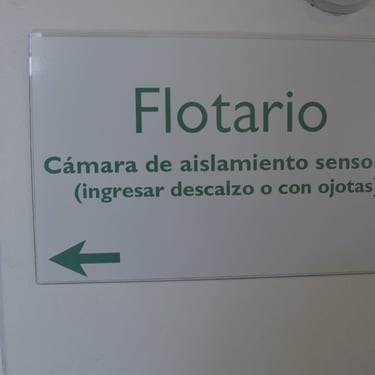 Flotario
Cámara de aislamiento senso
(ingresar descalzo o con ojotas)